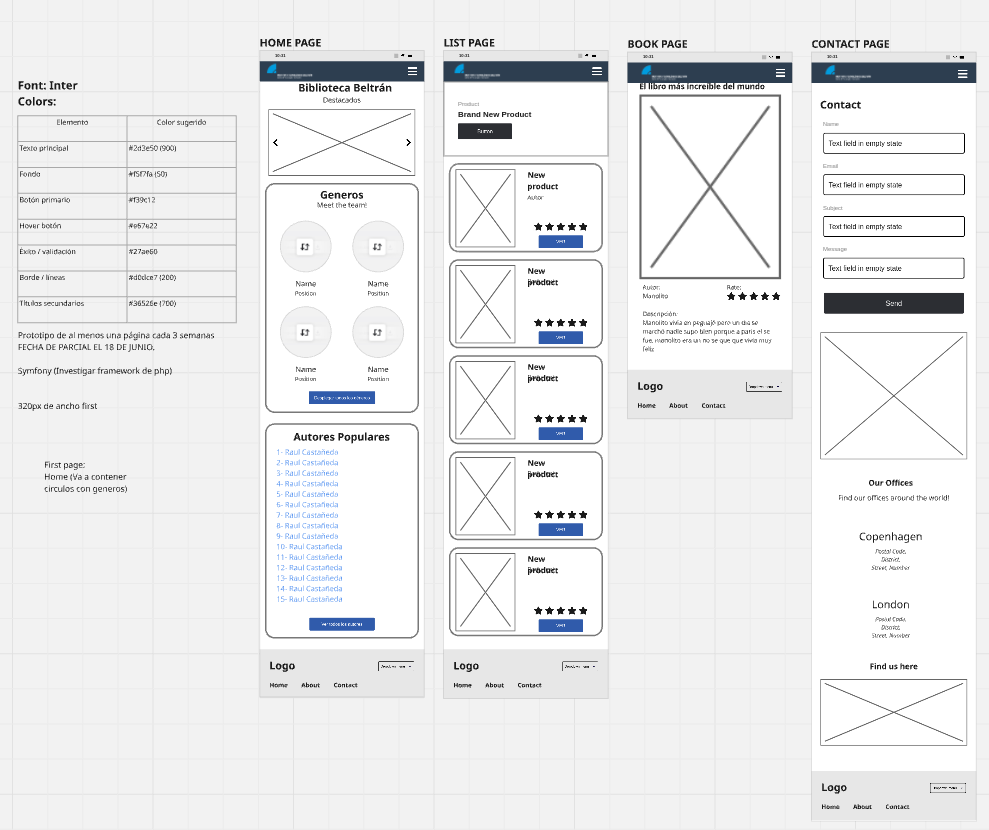 HOME PAGE
LIST PAGE
BOOK PAGE
CONTACT PAGE
Font: Inter
Colors:
Elemento Color sugerido
Texto principal #2d3e50 (900)
Fondo #f5f7fa (50)
Botón primario #f39c12
Hover botón #e67e22
Éxito / validación #27ae60
Borde / líneas #d0dce7 (200)
Títulos secundarios #36526e (700)
Prototipo de al menos una página cada 3 semanas
FECHA DE PARCIAL EL 18 DE JUNIO,
Symfony (Investigar framework de php)
320px de ancho first
First page;
Home (Va a contener
circulos con generos)
10:31
Biblioteca Beltrán
Destacados
Generos
Meet the team!
Name Name
Position Position
Name Name
Position Position
Desplegar todos los géneros
Autores Populares
1- Raul Castañeda
2- Raul Castañeda
3- Raul Castañeda
4- Raul Castañeda
5- Raul Castañeda
6- Raul Castañeda
7- Raul Castañeda
8- Raul Castañeda
9- Raul Castañeda
10- Raul Castañeda
11- Raul Castañeda
12- Raul Castañeda
13- Raul Castañeda
14- Raul Castañeda
15- Raul Castañeda
Ver todos los autores
Logo
Home About Contact
10:31
Product
Brand New Product
Button
New
product
Autor
New
product
New
product
New
product
New
product
Logo
Home About Contact
10:31
El libro más increíble del mundo
Autor: Rate:
Manolito
Descripción:
Manolito vivía en peguajó pero un día se
marchó nadie supo bien porque a paris el se
fue, manolito era un no se que que vivia muy
feliz
Logo
Home About Contact
10:31
Contact
Name
Text field in empty state
Email
Text field in empty state
Subject
Text field in empty state
Message
Text field in empty state
Send
Our Offices
Find our offices around the world!
Copenhagen
Postal Code,
District,
Street, Number
London
Postal Code,
District,
Street, Number
Find us here
Logo
Home About Contact